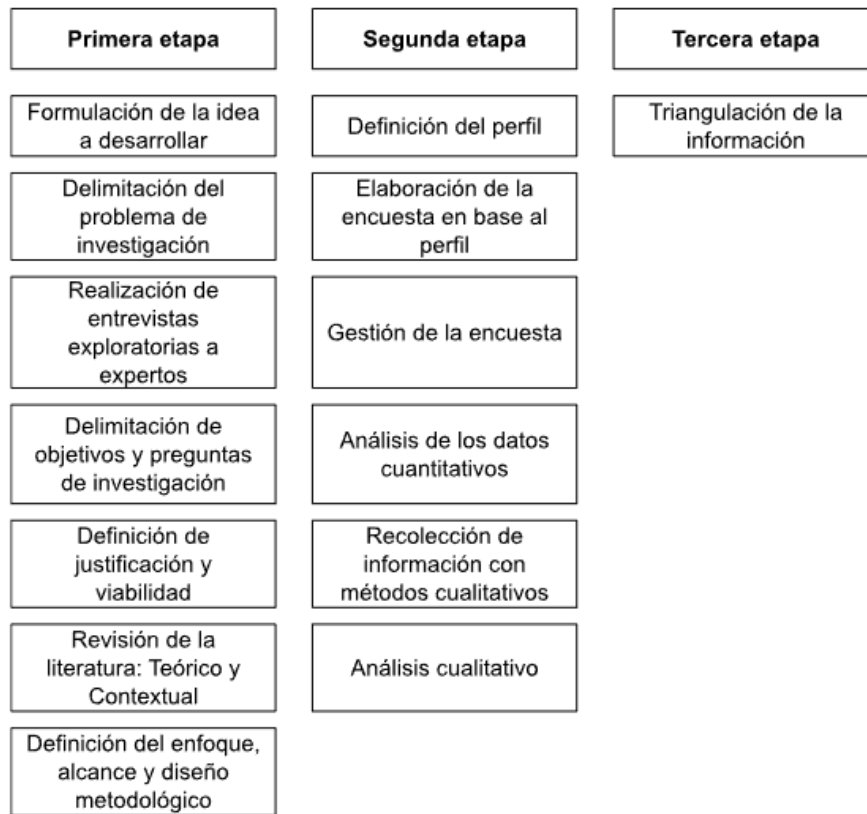 Primera etapa
Segunda etapa
Tercera etapa
Formulación de la idea
a desarrollar
Definición del perfil
Triangulación de la
información
Delimitación del
problema de
investigación
Elaboración de la
encuesta en base al
perfil
Realización de
entrevistas
exploratorias a
expertos
Gestión de la encuesta
Delimitación de
objetivos y preguntas
de investigación
Análisis de los datos
cuantitativos
Definición de
justificación y
viabilidad
Recolección de
información con
métodos cualitativos
Revisión de la
literatura: Teórico y
Contextual
Análisis cualitativo
Definición del enfoque,
alcance y diseño
metodológico